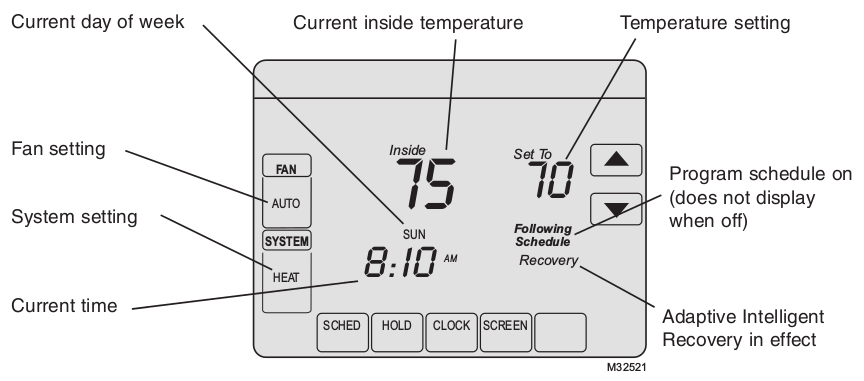 Current day of week
Current inside temperature
Temperature setting
Fan setting
System setting
Current time
FAN
AUTO
SYSTEM
HEAT
Inside
75
SUN
8:10 AM
Set To
70
Following
Schedule
Recovery
SCHED
HOLD
CLOCK
SCREEN
Program schedule on
(does not display
when off)
Adaptive Intelligent
Recovery in effect
M32521